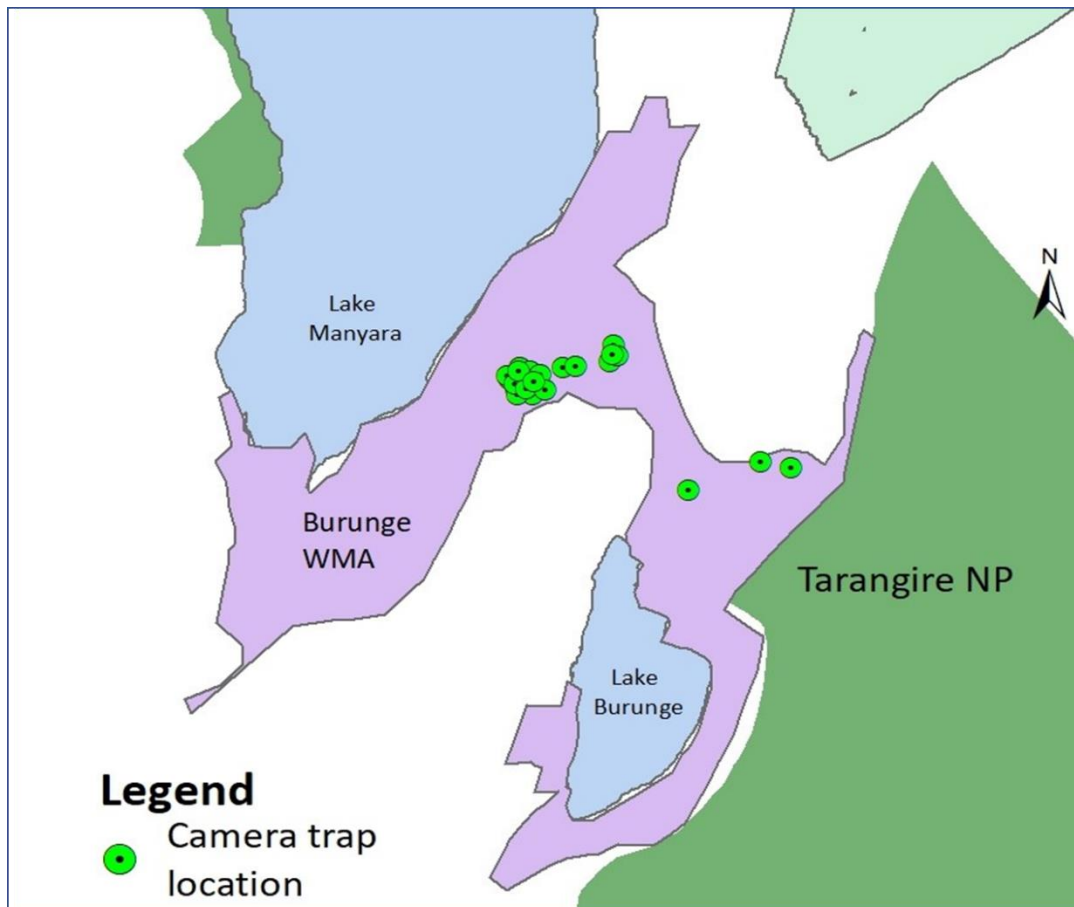 N
Lake
Manyara
Burunge
WMA
Tarangire NP
Lake
Burunge
Legend
Camera trap
location